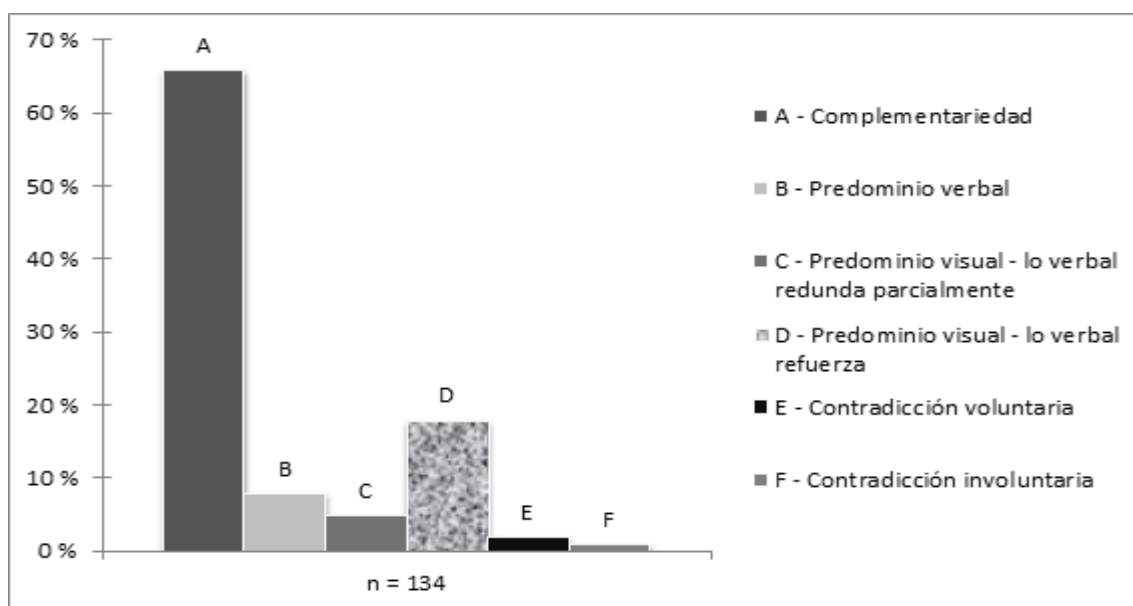 70 %
60 %
50 %
40 %
30 %
20 %
10 %
0 %
A
B
C
D
E
F
n = 134
A - Complementariedad
B - Predominio verbal
C - Predominio visual - lo verbal
redunda parcialmente
D - Predominio visual - lo verbal
refuerza
E - Contradicción voluntaria
F - Contradicción involuntaria